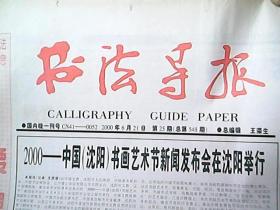 书法导报
CALLIGRAPHY GUIDE PAPER
●国内统一刊号 CN41—0052 2000年6月21日 第25期(总第548期) ●总编辑 王荣生
2000——中国(沈阳)书画艺术节新闻发布会在沈阳举行